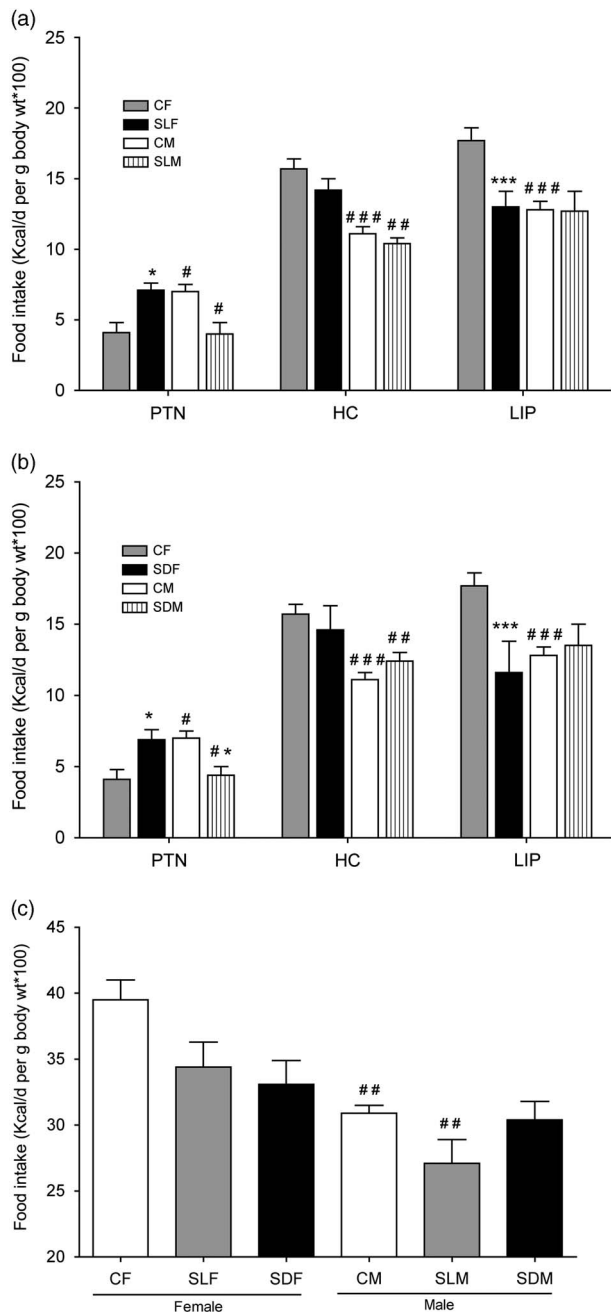 (a)
25
20
15
10
5
0
Food intake (Kcal/d per g body wt*100)
CF
SLF
CM
SLM
*
#
#
###
##
***
###
PTN HC LIP
(b)
25
20
15
10
5
0
Food intake (Kcal/d per g body wt*100)
CF
SDF
CM
SDM
*
#
#*
###
##
***
###
PTN HC LIP
(c)
45
40
35
30
25
20
Food intake (Kcal/d per g body wt*100)
##
##
CF SLF SDF CM SLM SDM
Female Male